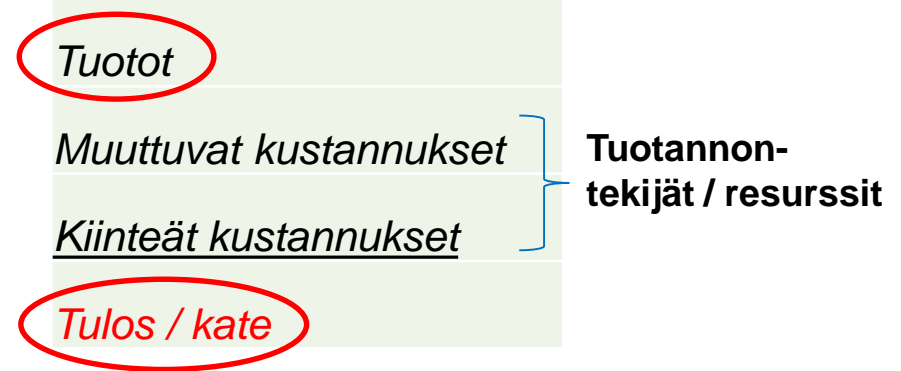 Tuotot
Muuttuvat kustannukset
Kiinteät kustannukset
Tulos / kate
Tuotannon-
tekijät / resurssit